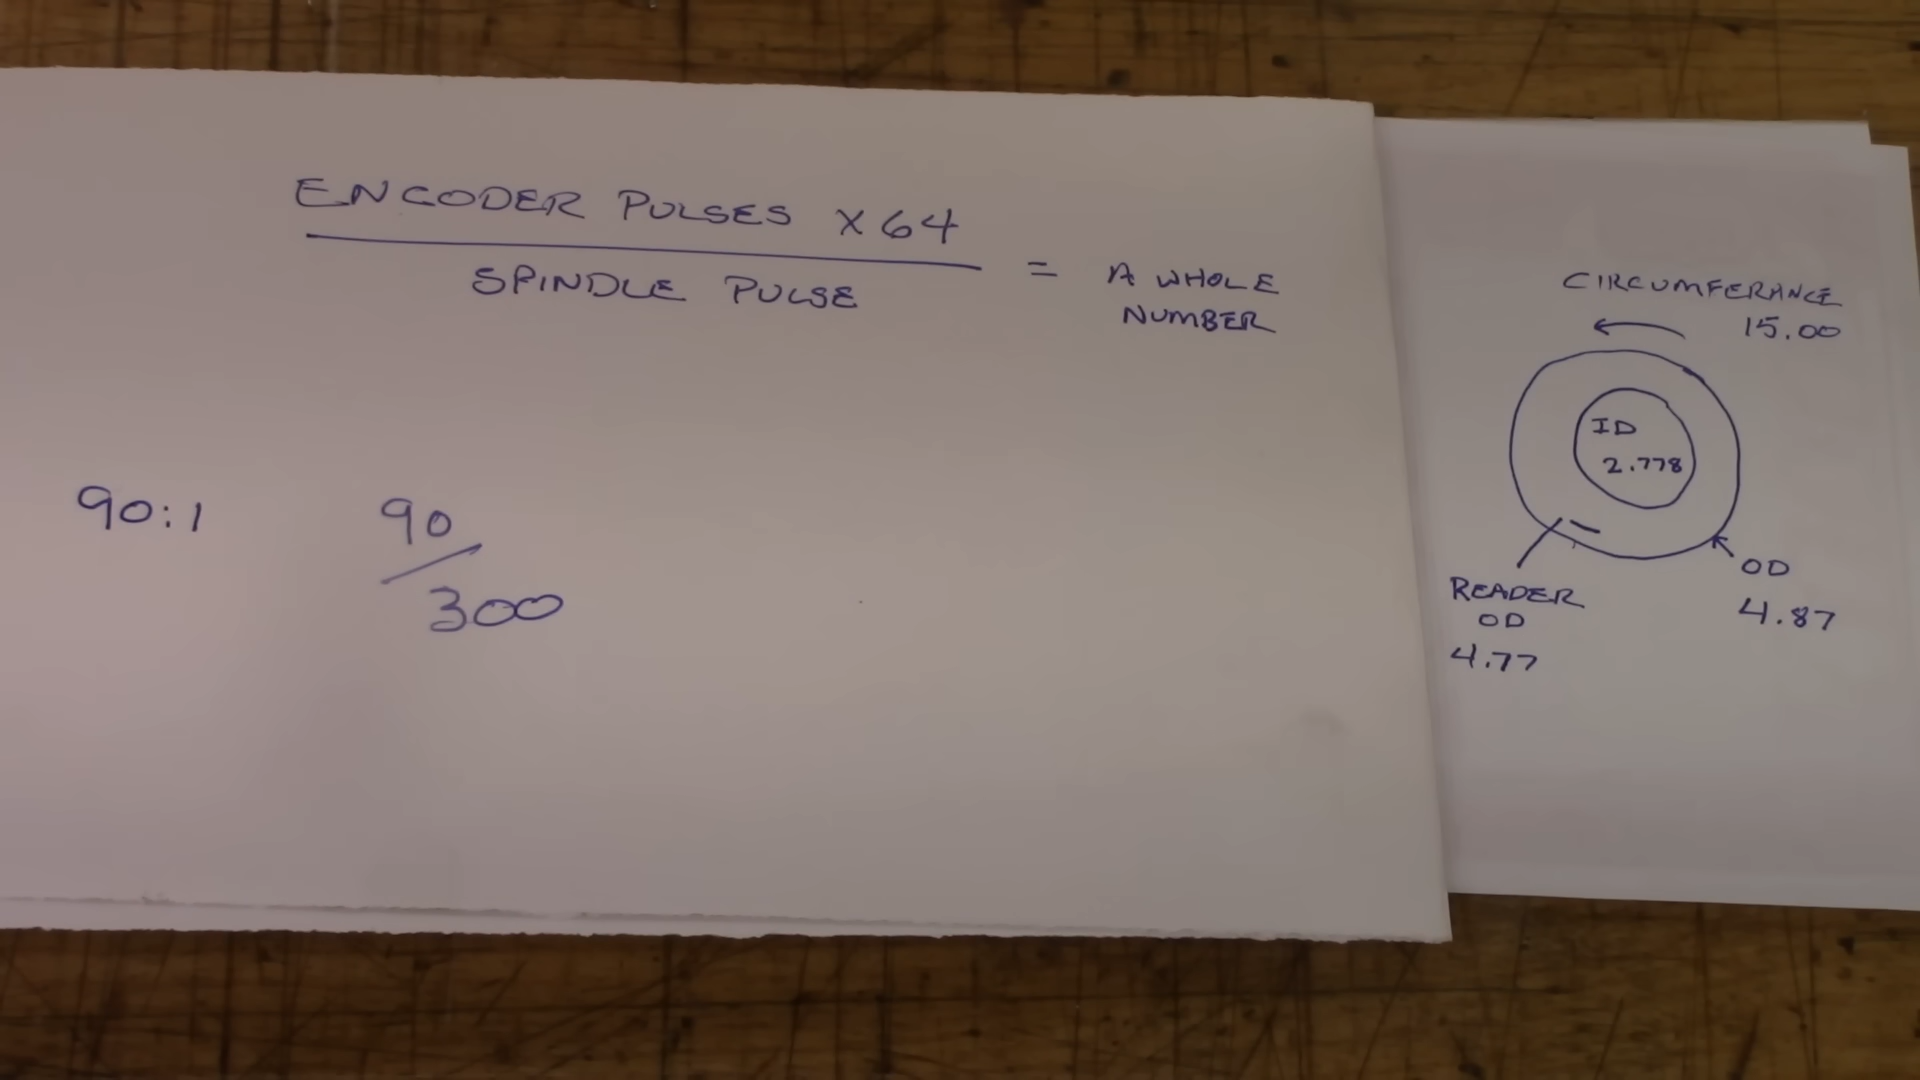 ENCODER PULSES X 64
SPINDLE PULSE
= A WHOLE
NUMBER
90:1
90
/
300
CIRCUMFERANCE
15.00
ID
2.778
READER
OD
4.77
OD
4.87